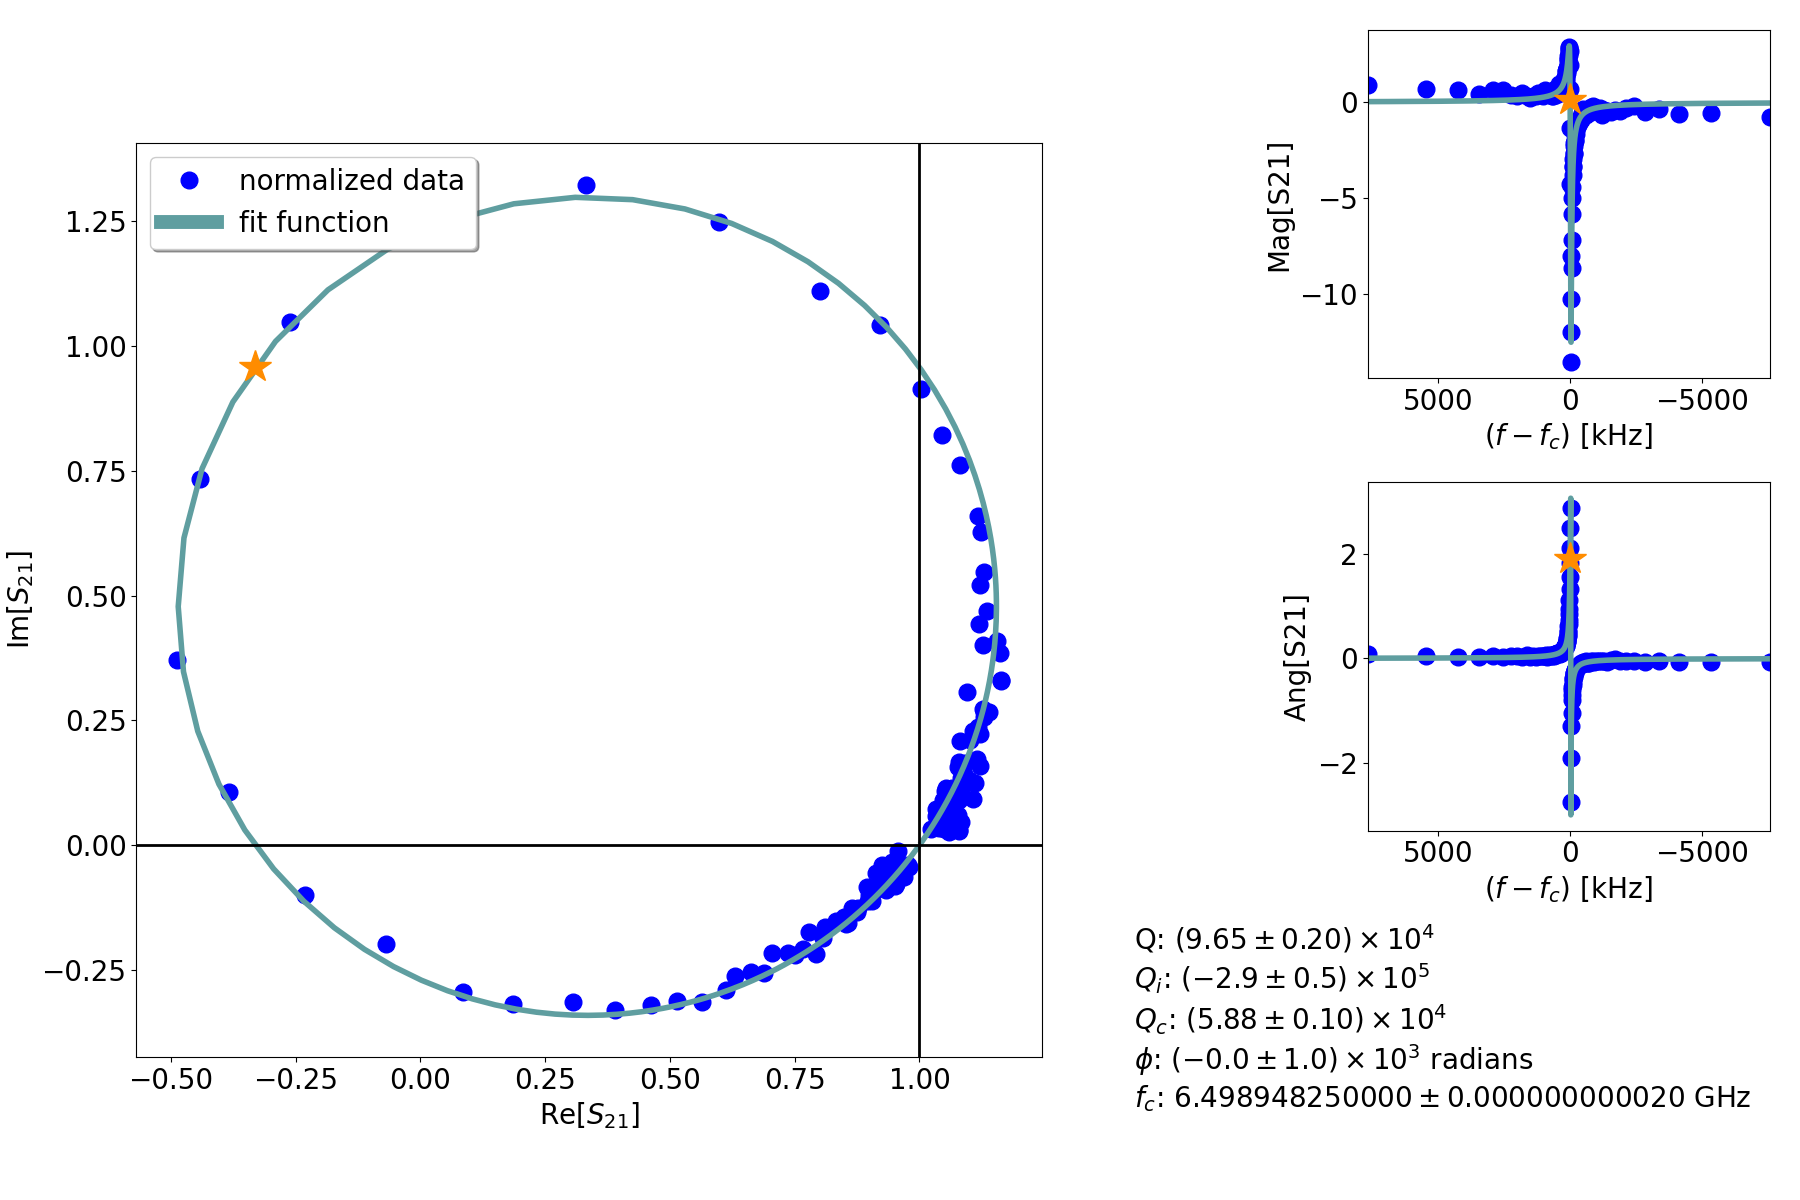 normalized data
fit function
1.25
1.00
0.75
0.50
0.25
0.00
−0.25
Im[S21]
−0.50 −0.25 0.00 0.25 0.50 0.75 1.00
Re[S21]
0
−5
−10
Mag[S21]
5000 0 −5000
(f − fc) [kHz]
2
0
−2
Ang[S21]
5000 0 −5000
(f − fc) [kHz]
Q: (9.65 ± 0.20) × 10^4
Qi: (−2.9 ± 0.5) × 10^5
Qc: (5.88 ± 0.10) × 10^4
ϕ: (−0.0 ± 1.0) × 10^3 radians
fc: 6.498948250000 ± 0.000000000020 GHz